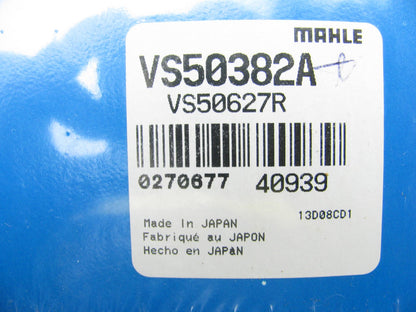 MAHLE
VS50382A
VS50627R
0270677 40939
13D08CD1
Made In JAPAN
Fabriqué au JAPON
Hecho en JAPAN